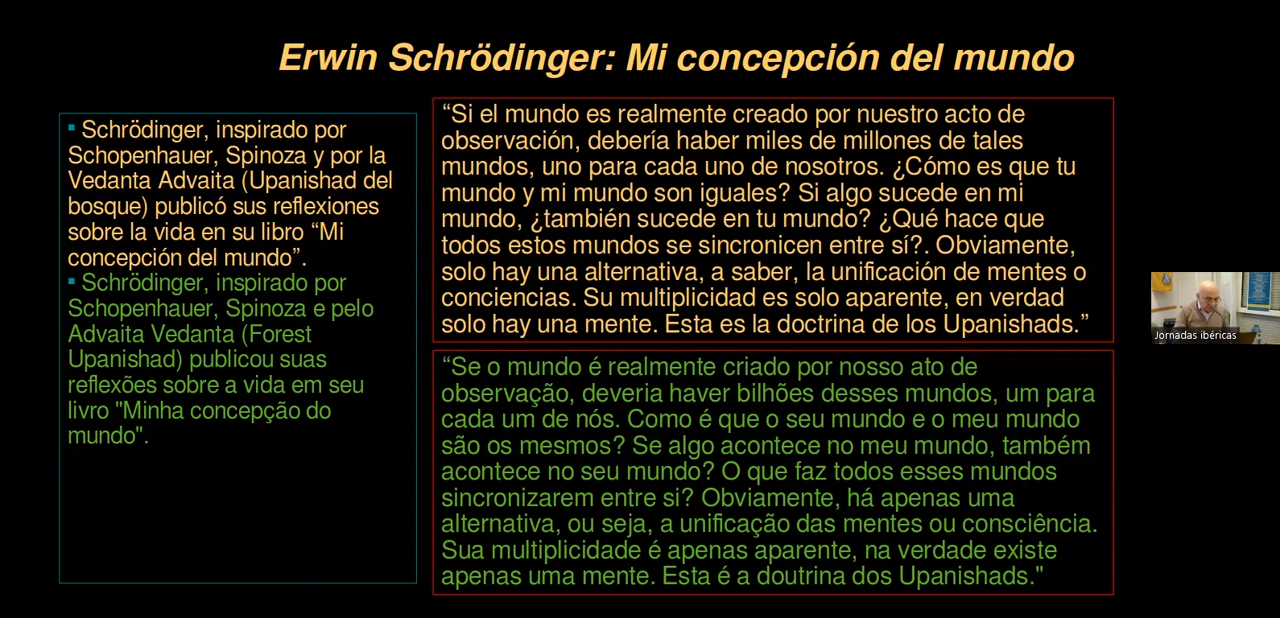 Erwin Schrödinger: Mi concepción del mundo
Schrödinger, inspirado por
Schopenhauer, Spinoza y por la
Vedanta Advaita (Upanishad del
bosque) publicó sus reflexiones
sobre la vida en su libro “Mi
concepción del mundo”.
Schrödinger, inspirado por
Schopenhauer, Spinoza e pelo
Advaita Vedanta (Forest
Upanishad) publicou suas
reflexões sobre a vida em seu
livro "Minha concepção do
mundo".
“Si el mundo es realmente creado por nuestro acto de
observación, debería haber miles de millones de tales
mundos, uno para cada uno de nosotros. ¿Cómo es que tu
mundo y mi mundo son iguales? Si algo sucede en mi
mundo, ¿también sucede en tu mundo? ¿Qué hace que
todos estos mundos se sincronicen entre sí?. Obviamente,
solo hay una alternativa, a saber, la unificación de mentes o
conciencias. Su multiplicidad es solo aparente, en verdad
solo hay una mente. Esta es la doctrina de los Upanishads.”
“Se o mundo é realmente criado por nosso ato de
observação, deveria haver bilhões desses mundos, um para
cada um de nós. Como é que o seu mundo e o meu mundo
são os mesmos? Se algo acontece no meu mundo, também
acontece no seu mundo? O que faz todos esses mundos
sincronizarem entre si? Obviamente, há apenas uma
alternativa, ou seja, a unificação das mentes ou consciência.
Sua multiplicidade é apenas aparente, na verdade existe
apenas uma mente. Esta é a doutrina dos Upanishads."
Jornadas ibéricas